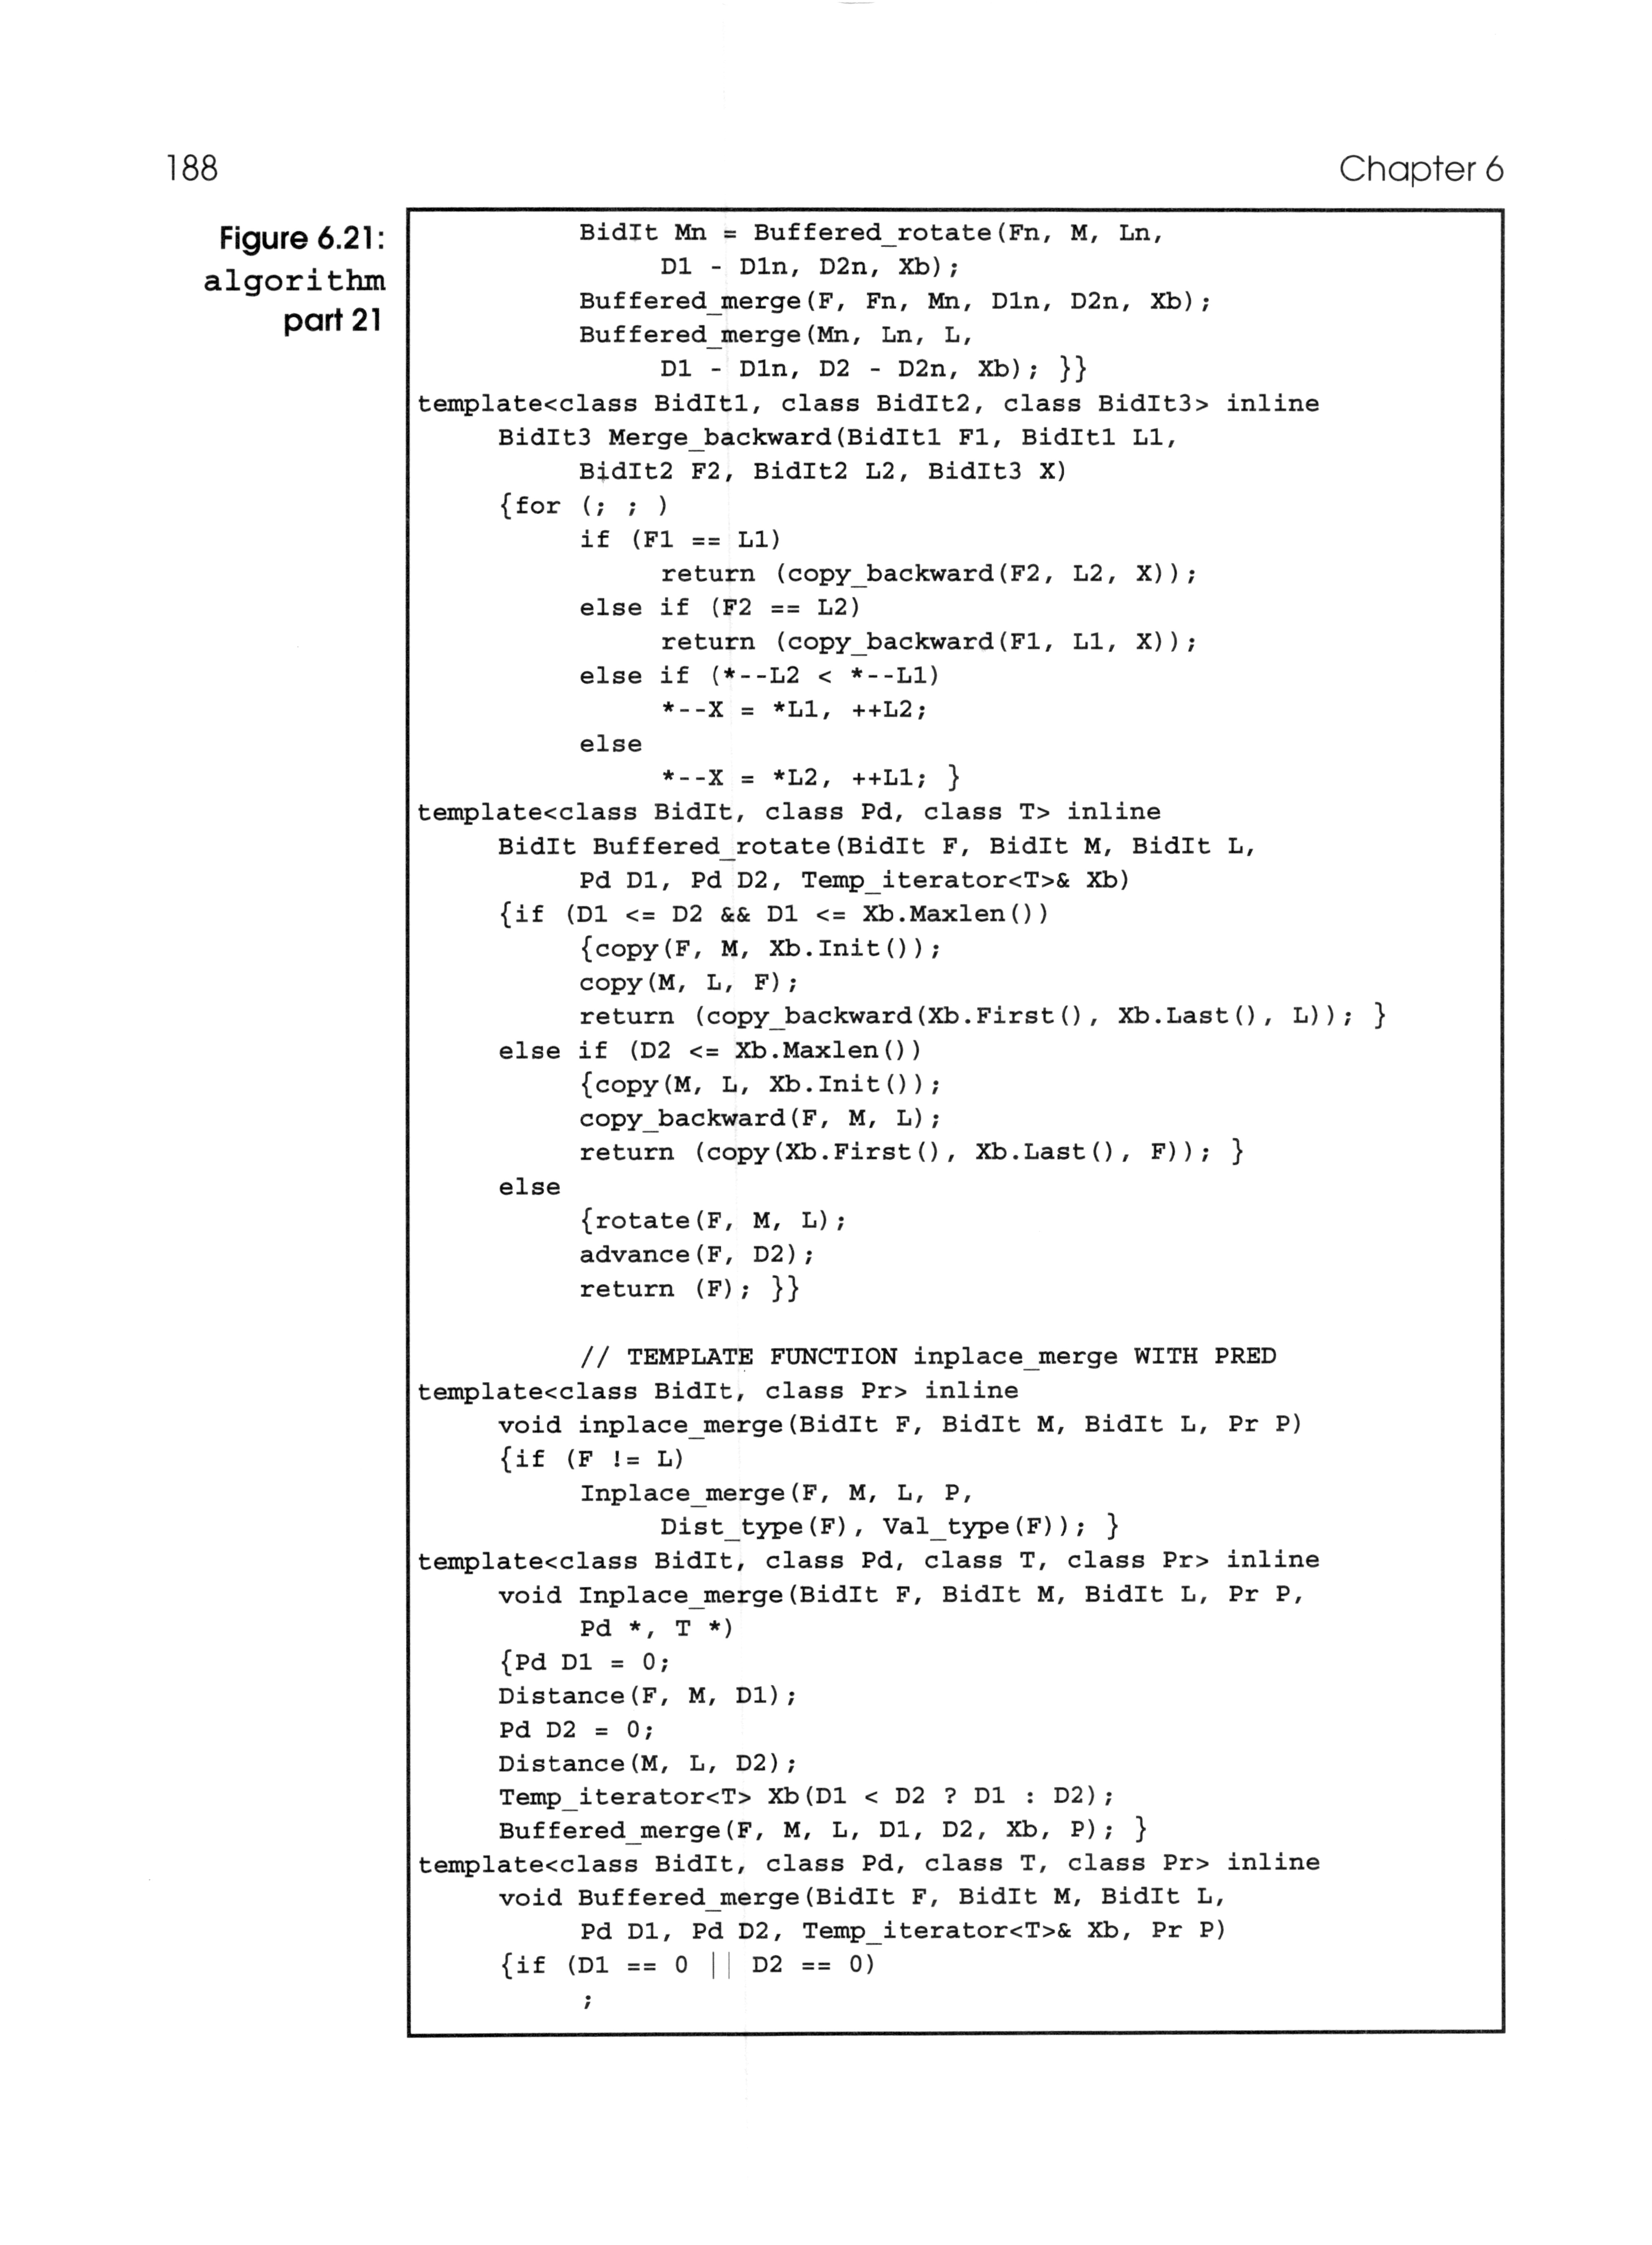 188
Chapter 6
Figure 6.21:
algorithm
part 21
BidIt Mn = Buffered_rotate(Fn, M, Ln,
D1 - D1n, D2n, Xb);
Buffered_merge(F, Fn, Mn, D1n, D2n, Xb);
Buffered_merge(Mn, Ln, L,
D1 - D1n, D2 - D2n, Xb); }}
template<class BidIt1, class BidIt2, class BidIt3> inline
BidIt3 Merge_backward(BidIt1 F1, BidIt1 L1,
BidIt2 F2, BidIt2 L2, BidIt3 X)
{for (; ; )
if (F1 == L1)
return (copy_backward(F2, L2, X));
else if (F2 == L2)
return (copy_backward(F1, L1, X));
else if (*--L2 < *--L1)
*--X = *L1, ++L2;
else
*--X = *L2, ++L1; }
template<class BidIt, class Pd, class T> inline
BidIt Buffered_rotate(BidIt F, BidIt M, BidIt L,
Pd D1, Pd D2, Temp_iterator<T>& Xb)
{if (D1 <= D2 && D1 <= Xb.Maxlen())
{copy(F, M, Xb.Init());
copy(M, L, F);
return (copy_backward(Xb.First(), Xb.Last(), L)); }
else if (D2 <= Xb.Maxlen())
{copy(M, L, Xb.Init());
copy_backward(F, M, L);
return (copy(Xb.First(), Xb.Last(), F)); }
else
{rotate(F, M, L);
advance(F, D2);
return (F); }}
// TEMPLATE FUNCTION inplace_merge WITH PRED
template<class BidIt, class Pr> inline
void inplace_merge(BidIt F, BidIt M, BidIt L, Pr P)
{if (F != L)
Inplace_merge(F, M, L, P,
Dist_type(F), Val_type(F)); }
template<class BidIt, class Pd, class T, class Pr> inline
void Inplace_merge(BidIt F, BidIt M, BidIt L, Pr P,
Pd *, T *)
{Pd D1 = 0;
Distance(F, M, D1);
Pd D2 = 0;
Distance(M, L, D2);
Temp_iterator<T> Xb(D1 < D2 ? D1 : D2);
Buffered_merge(F, M, L, D1, D2, Xb, P); }
template<class BidIt, class Pd, class T, class Pr> inline
void Buffered_merge(BidIt F, BidIt M, BidIt L,
Pd D1, Pd D2, Temp_iterator<T>& Xb, Pr P)
{if (D1 == 0 || D2 == 0)
;